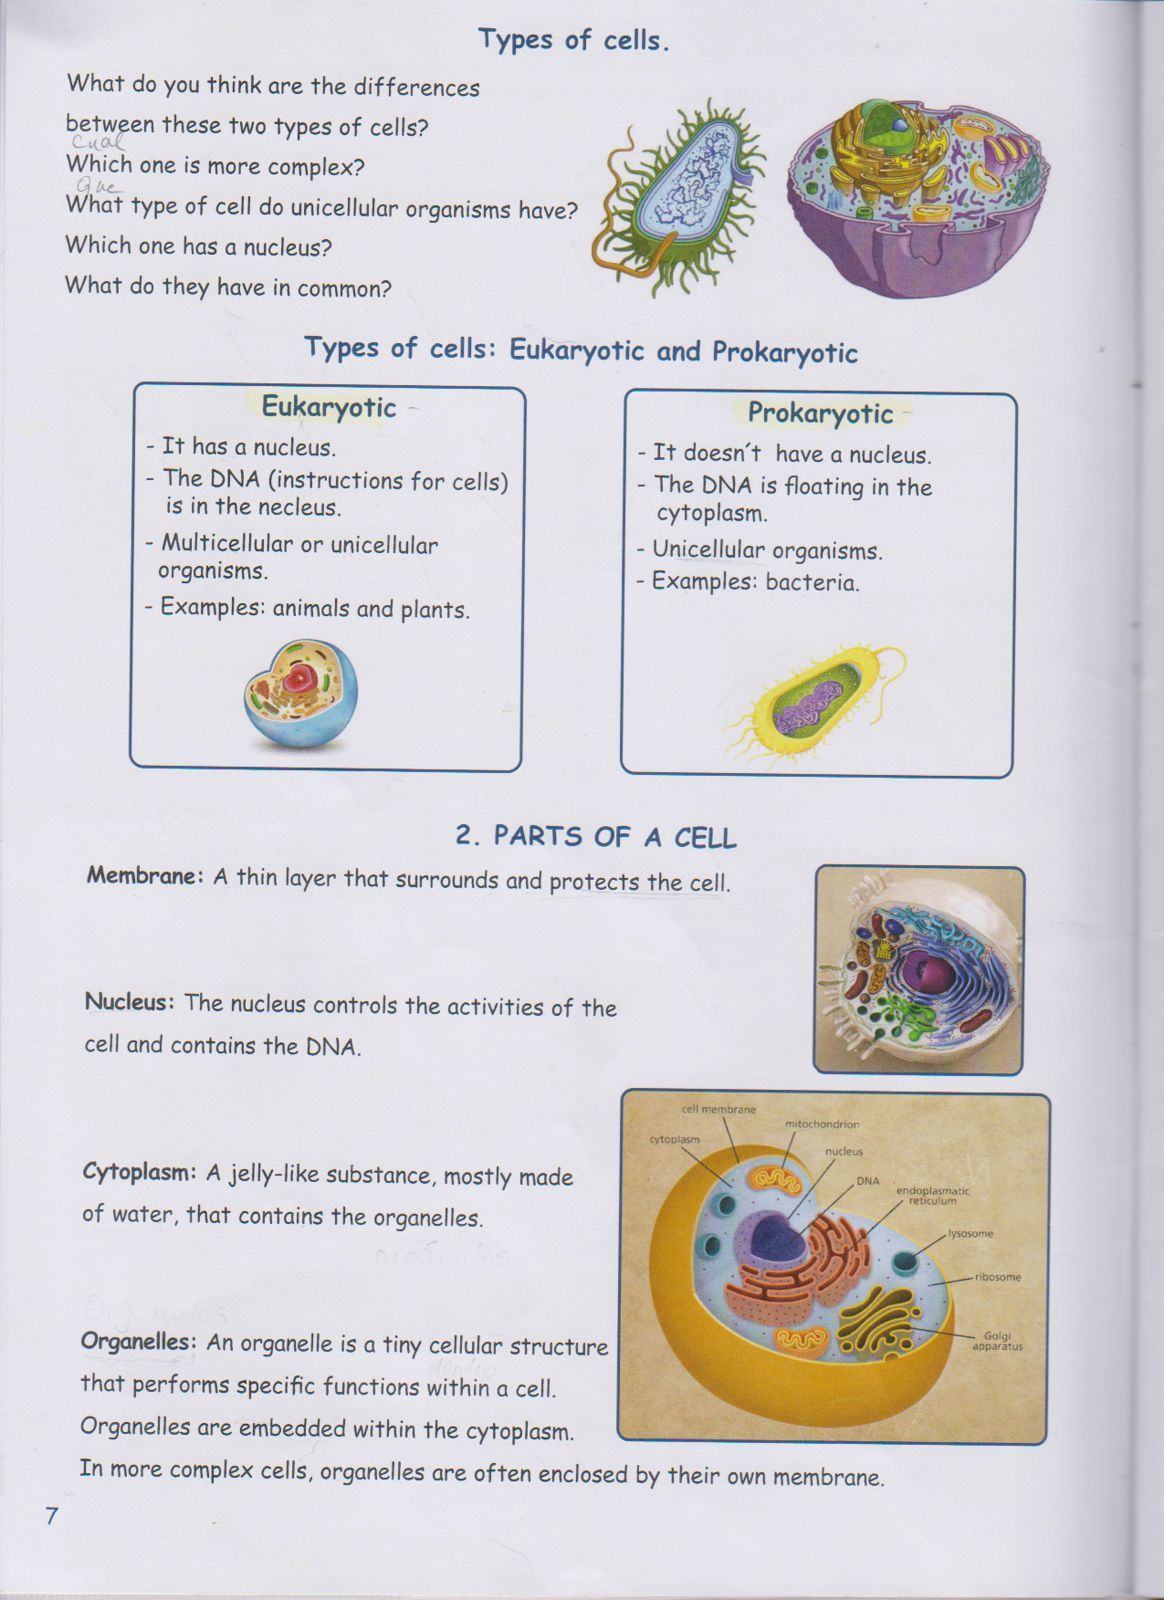 Types of cells.
What do you think are the differences
between these two types of cells?
cual
Which one is more complex?
Que
What type of cell do unicellular organisms have?
Which one has a nucleus?
What do they have in common?
Types of cells: Eukaryotic and Prokaryotic
Eukaryotic
- It has a nucleus.
- The DNA (instructions for cells)
is in the necleus.
- Multicellular or unicellular
organisms.
- Examples: animals and plants.
Prokaryotic
- It doesn´t have a nucleus.
- The DNA is floating in the
cytoplasm.
- Unicellular organisms.
- Examples: bacteria.
2. PARTS OF A CELL
Membrane: A thin layer that surrounds and protects the cell.
Nucleus: The nucleus controls the activities of the
cell and contains the DNA.
Cytoplasm: A jelly-like substance, mostly made
of water, that contains the organelles.
Organelles: An organelle is a tiny cellular structure
dentro
that performs specific functions within a cell.
Organelles are embedded within the cytoplasm.
In more complex cells, organelles are often enclosed by their own membrane.
cell membrane
mitochondrion
cytoplasm
nucleus
DNA
endoplasmatic
reticulum
lysosome
ribosome
Golgi
apparatus
7